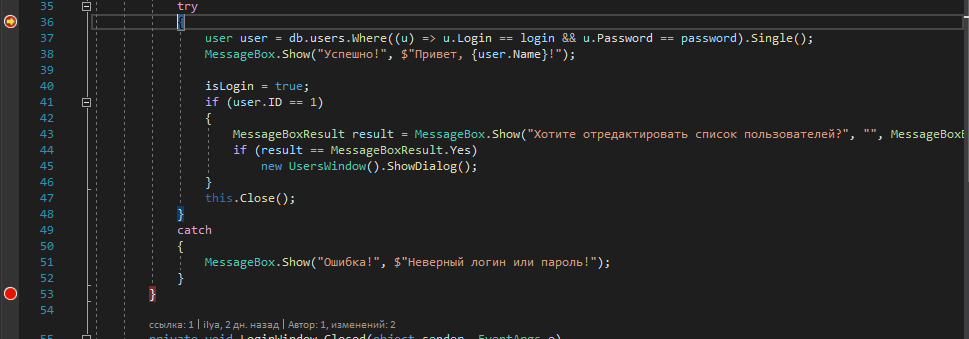 35 try
36 {
37 user user = db.users.Where((u) => u.Login == login && u.Password == password).Single();
38 MessageBox.Show("Успешно!", $"Привет, {user.Name}!");
39
40 isLogin = true;
41 if (user.ID == 1)
42 {
43 MessageBoxResult result = MessageBox.Show("Хотите отредактировать список пользователей?", "", MessageBoxB
44 if (result == MessageBoxResult.Yes)
45 new UsersWindow().ShowDialog();
46 }
47 this.Close();
48 }
49 catch
50 {
51 MessageBox.Show("Ошибка!", $"Неверный логин или пароль!");
52 }
53 }
54
ссылка: 1 | ilya, 2 дн. назад | Автор: 1, изменений: 2
55 private void LoginWindow_Closed(object sender, EventArgs e)